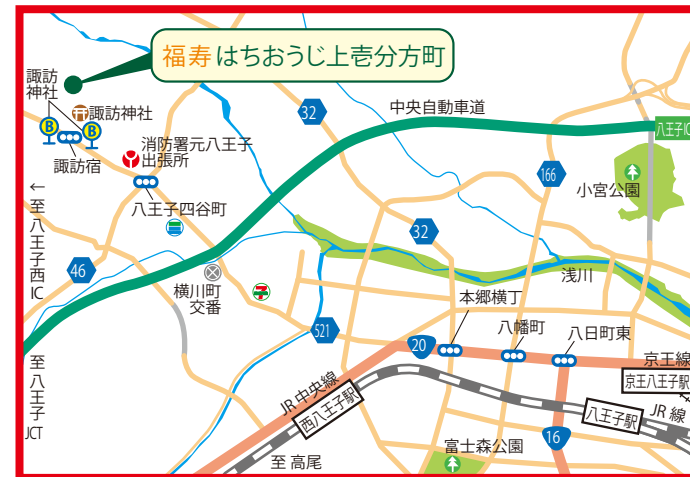 福寿はちおうじ上壱分方町
諏訪
神社
B
B
諏訪神社
諏訪宿
消防署元八王子
出張所
八王子四谷町
←至八王子西IC
46
横川町
交番
7
至八王子JCT
32
中央自動車道
八王子IC
166
小宮公園
32
浅川
521
20
本郷横丁
八幡町
八日町東
京王線
京王八王子駅
JR中央線
西八王子駅
八王子駅
JR線
16
至 高尾
富士森公園